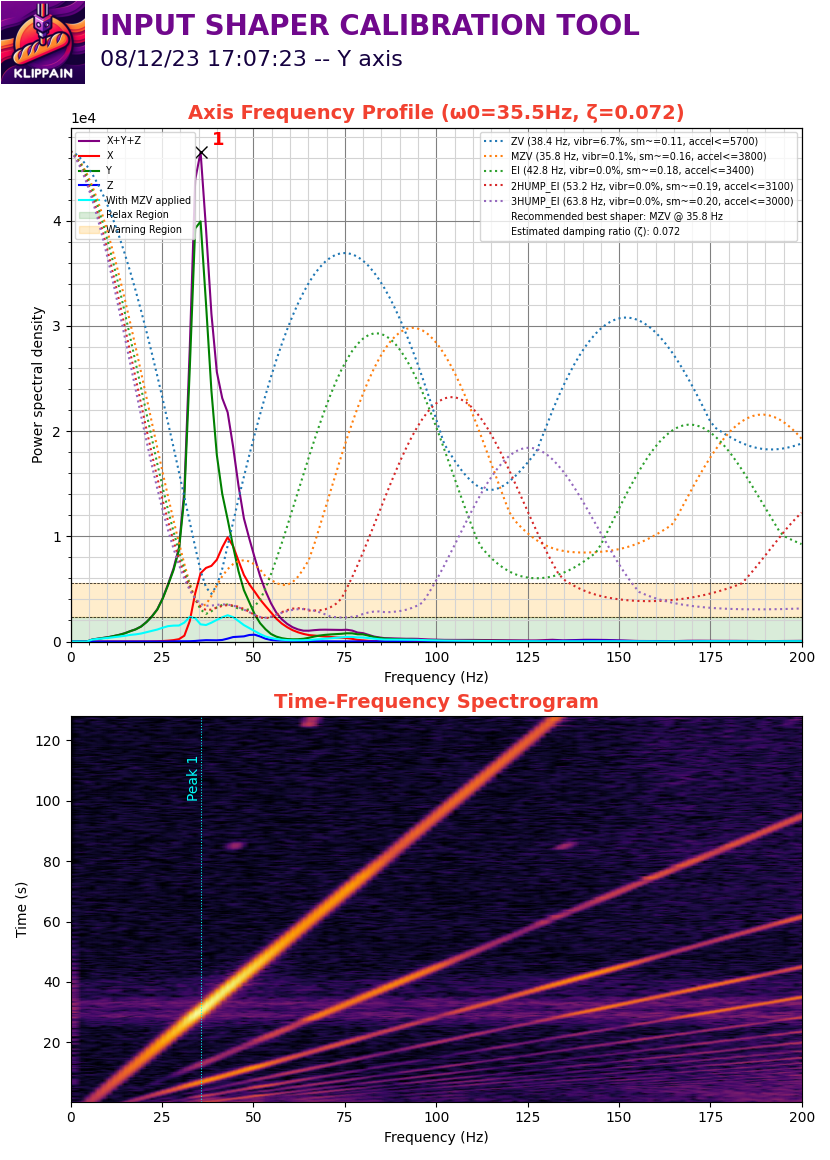 INPUT SHAPER CALIBRATION TOOL
08/12/23 17:07:23 -- Y axis
KLIPPAIN
Axis Frequency Profile (ω0=35.5Hz, ζ=0.072)
1e4
1
X+Y+Z
X
Y
Z
With MZV applied
Relax Region
Warning Region
ZV (38.4 Hz, vibr=6.7%, sm~=0.11, accel<=5700)
MZV (35.8 Hz, vibr=0.1%, sm~=0.16, accel<=3800)
EI (42.8 Hz, vibr=0.0%, sm~=0.18, accel<=3400)
2HUMP_EI (53.2 Hz, vibr=0.0%, sm~=0.19, accel<=3100)
3HUMP_EI (63.8 Hz, vibr=0.0%, sm~=0.20, accel<=3000)
Recommended best shaper: MZV @ 35.8 Hz
Estimated damping ratio (ζ): 0.072
Power spectral density
4
3
2
1
0
0 25 50 75 100 125 150 175 200
Frequency (Hz)
Time-Frequency Spectrogram
Peak 1
Time (s)
120
100
80
60
40
20
0 25 50 75 100 125 150 175 200
Frequency (Hz)